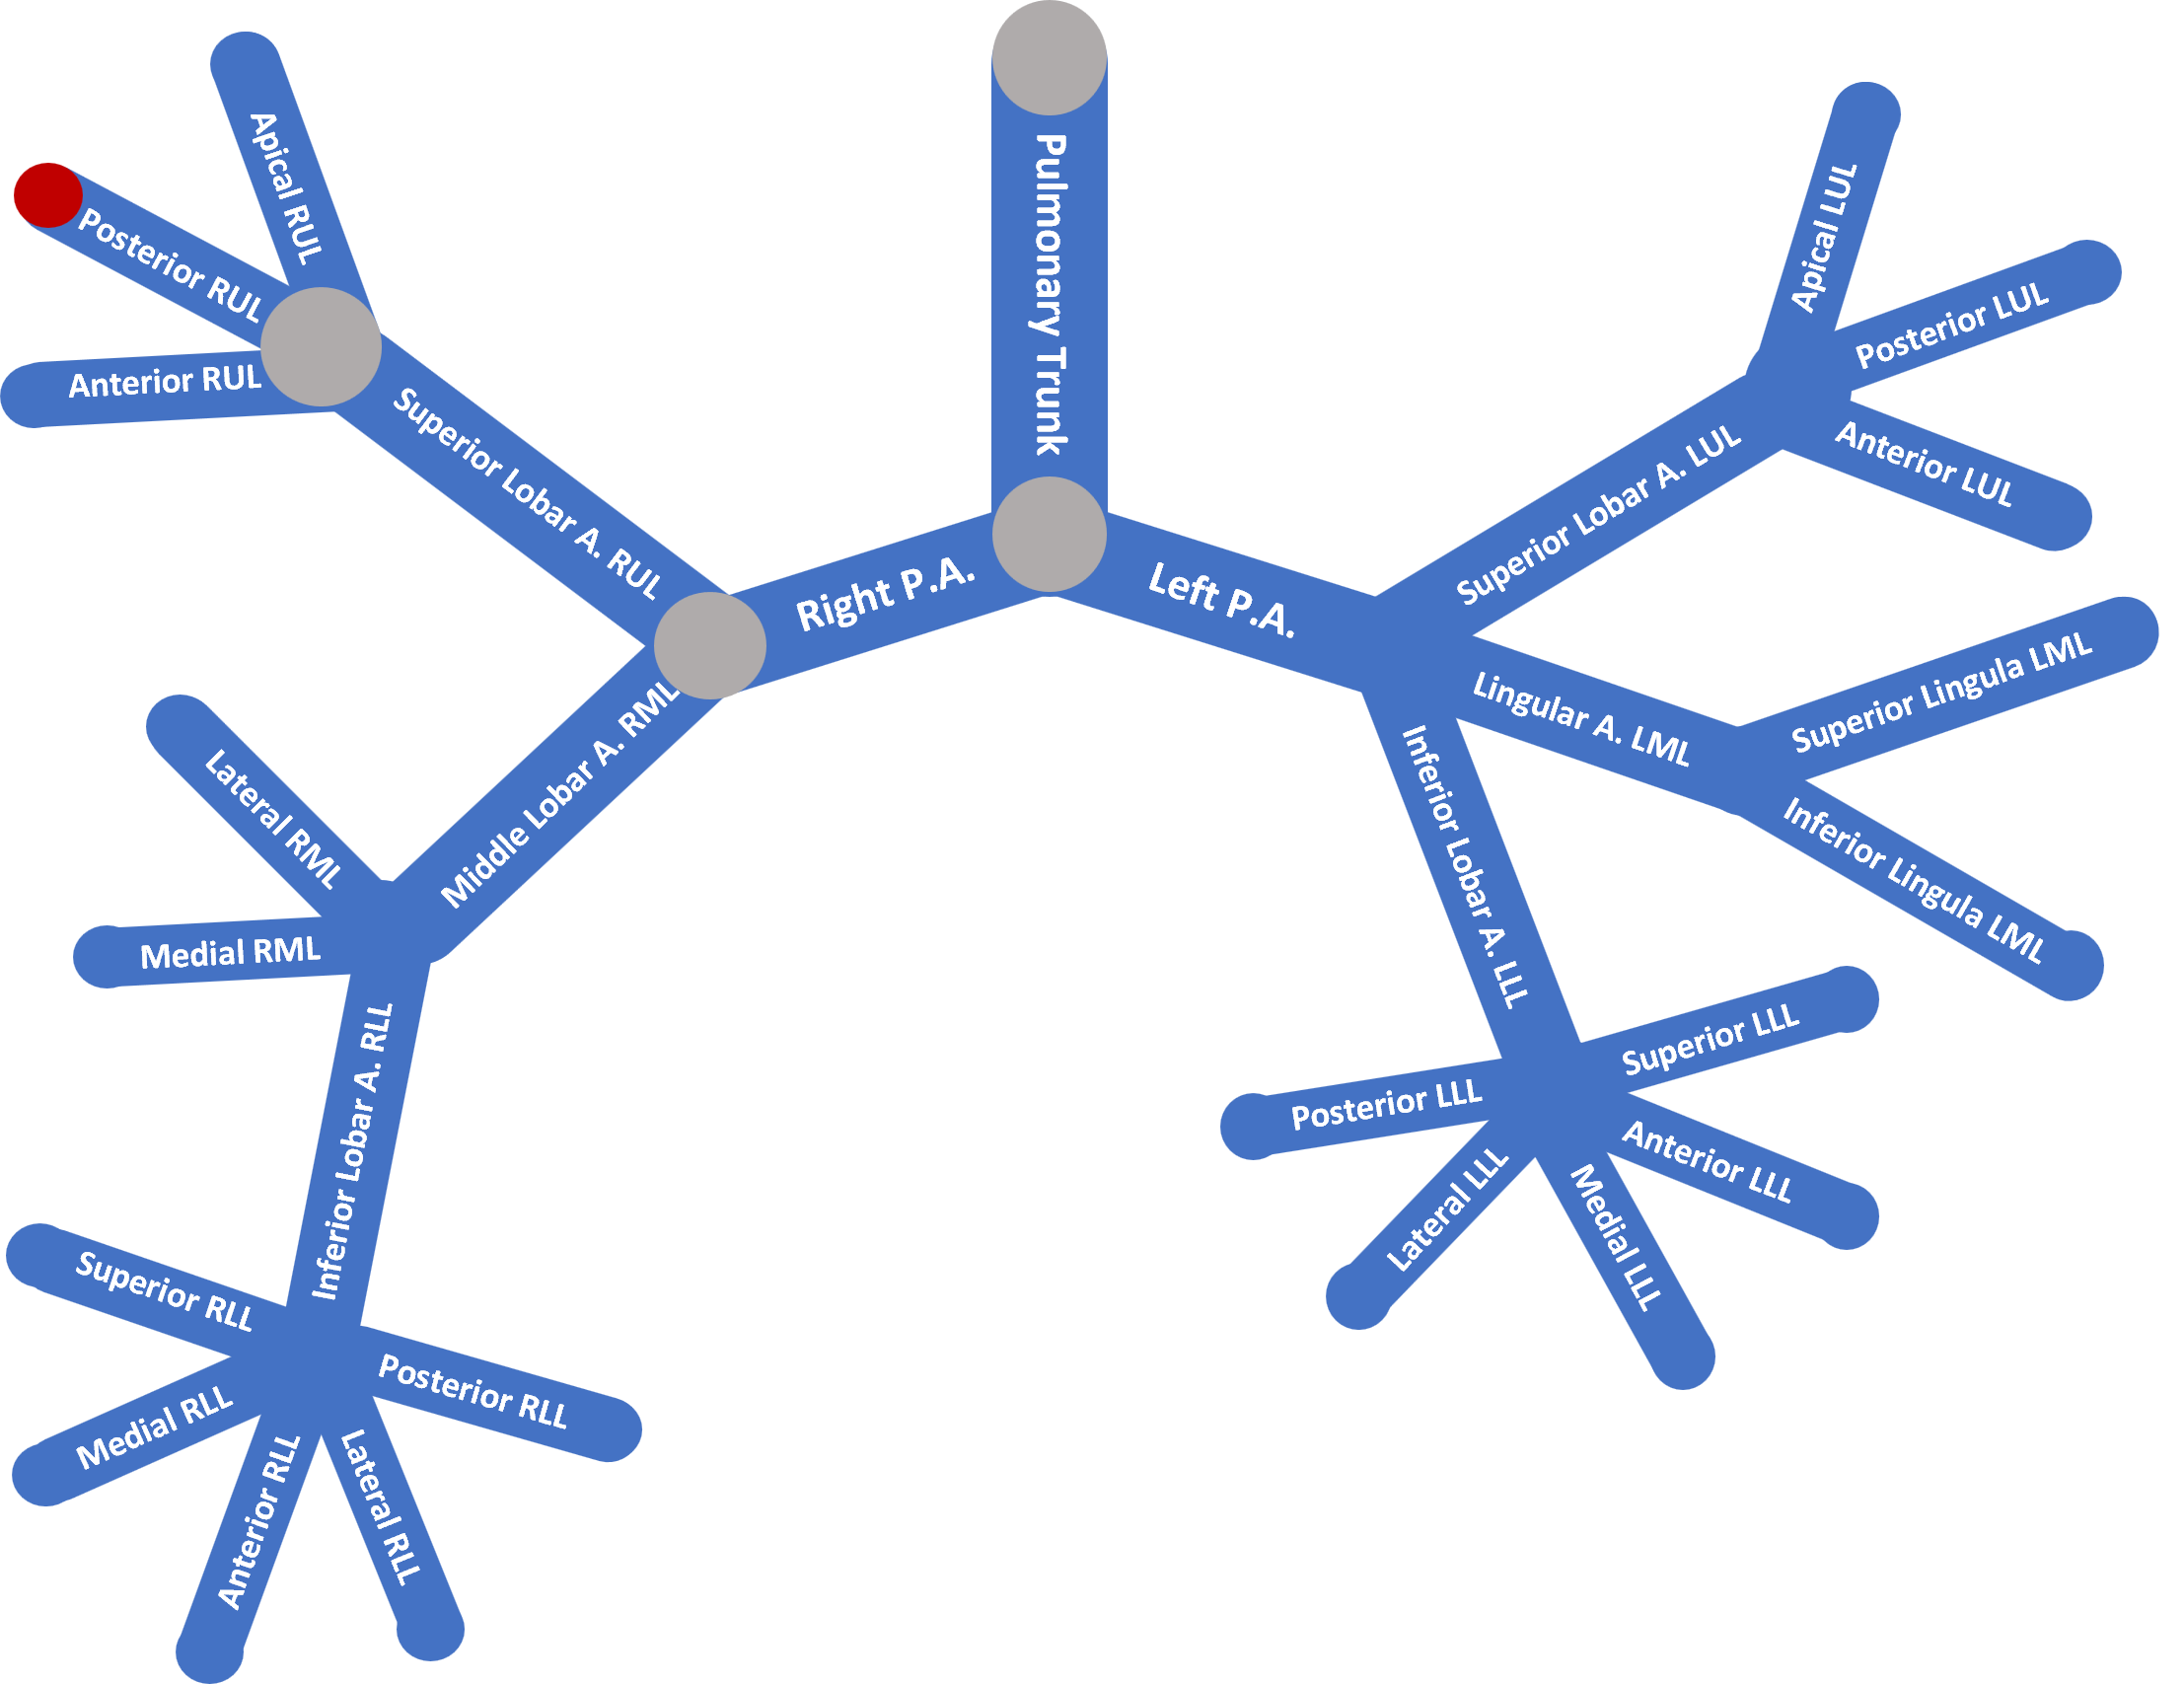 Pulmonary Trunk
Right P.A.
Left P.A.
Apical RUL
Posterior RUL
Anterior RUL
Superior Lobar A. RUL
Middle Lobar A. RML
Lateral RML
Medial RML
Inferior Lobar A. RLL
Superior RLL
Medial RLL
Anterior RLL
Lateral RLL
Posterior RLL
Superior Lobar A. LUL
Apical LUL
Posterior LUL
Anterior LUL
Lingular A. LML
Superior Lingula LML
Inferior Lingula LML
Inferior Lobar A. LLL
Superior LLL
Anterior LLL
Medial LLL
Lateral LLL
Posterior LLL